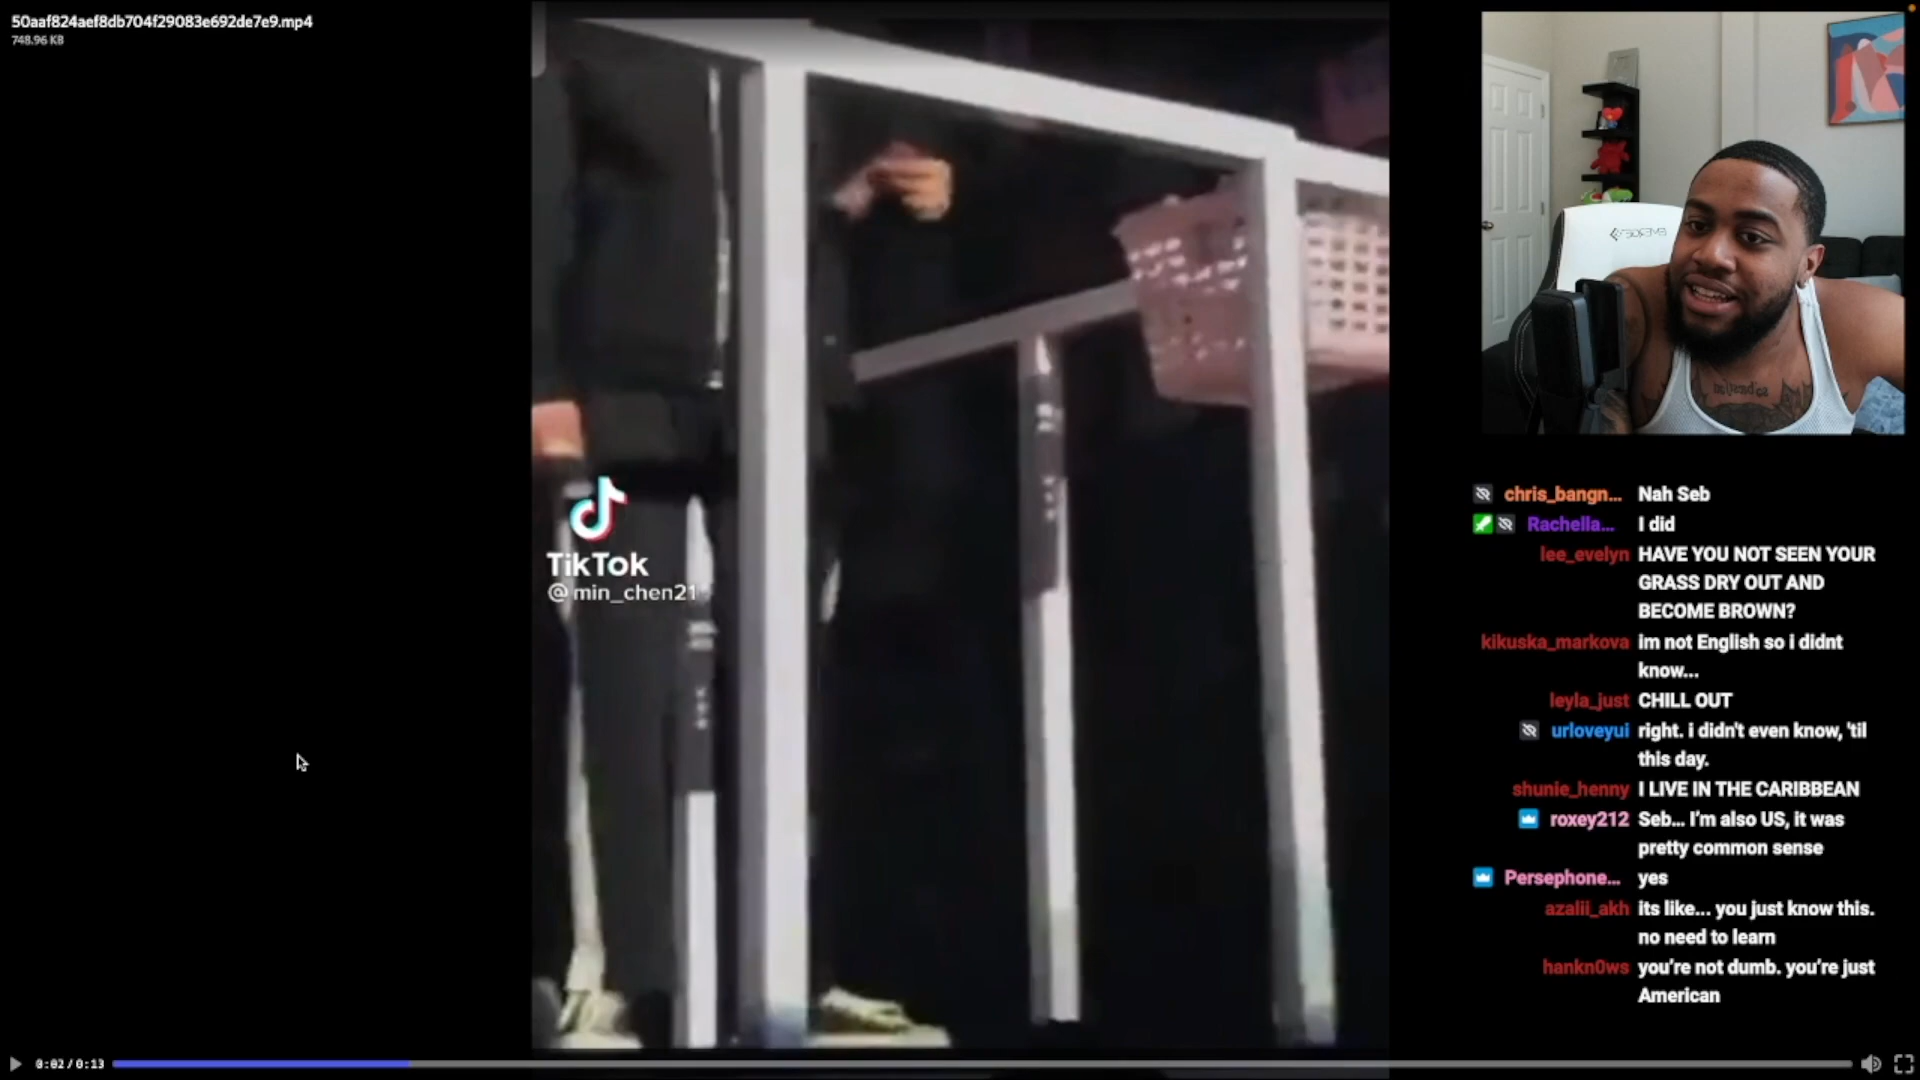 50aaf824aef8db704f29083e692de7e9.mp4
748.96 KB
TikTok
@min_chen21
chris_bangn... Nah Seb
Rachella... I did
lee_evelyn HAVE YOU NOT SEEN YOUR
GRASS DRY OUT AND
BECOME BROWN?
kikuska_markova im not English so i didnt
know...
leyla_just CHILL OUT
urloveyui right. i didn't even know, 'til
this day.
shunie_henny I LIVE IN THE CARIBBEAN
roxey212 Seb... I'm also US, it was
pretty common sense
Persephone... yes
azalii_akh its like... you just know this.
no need to learn
hankn0ws you're not dumb. you're just
American
0:02/0:13